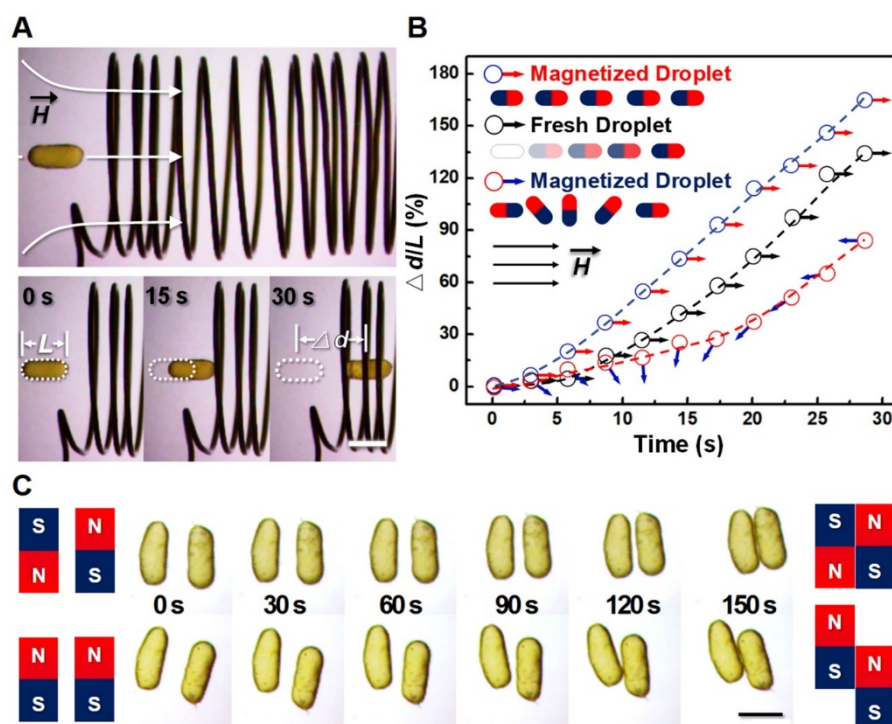 A
H
0 s
15 s
30 s
L
Δd
B
Δd/L (%)
180
150
120
90
60
30
0
Magnetized Droplet
Fresh Droplet
Magnetized Droplet
H
0
5
10
15
20
25
30
Time (s)
C
S
N
N
S
0 s
30 s
60 s
90 s
120 s
150 s
S
N
N
S
N
N
S
S
N
S
N
S